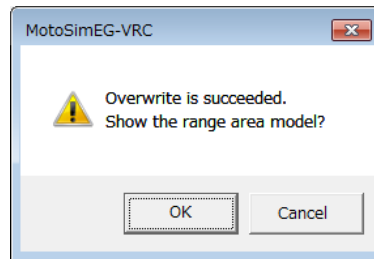 MotoSimEG-VRC
Overwrite is succeeded.
Show the range area model?
OK
Cancel